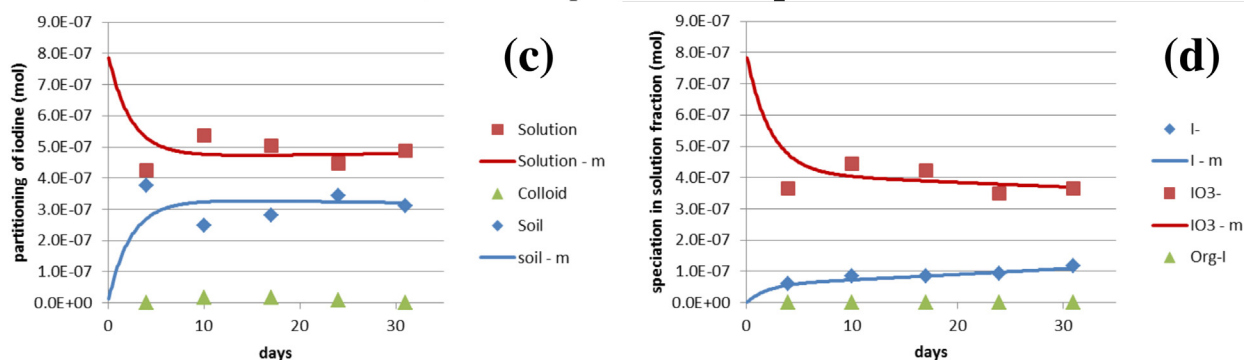 9.0E-07
8.0E-07
7.0E-07
6.0E-07
5.0E-07
4.0E-07
3.0E-07
2.0E-07
1.0E-07
0.0E+00
partitioning of iodine (mol)
0 10 20 30
days
(c)
Solution
Solution - m
Colloid
Soil
soil - m
9.0E-07
8.0E-07
7.0E-07
6.0E-07
5.0E-07
4.0E-07
3.0E-07
2.0E-07
1.0E-07
0.0E+00
speciation in solution fraction (mol)
0 10 20 30
days
(d)
I-
I - m
IO3-
IO3 - m
Org-I